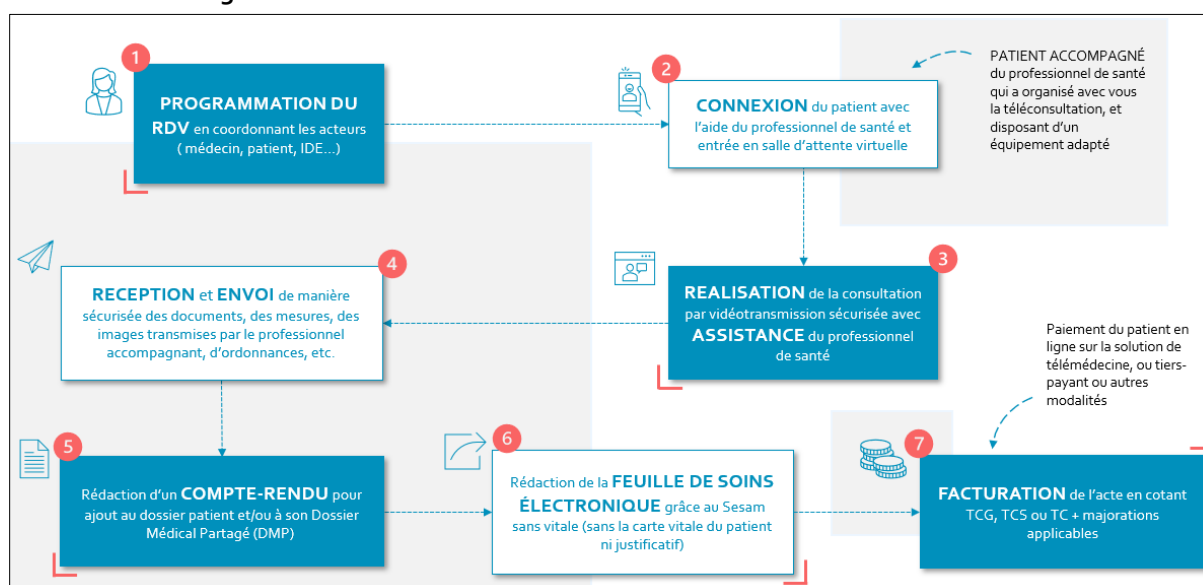 1
PROGRAMMATION DU
RDV en coordonnant les acteurs
( médecin, patient, IDE...)
2
CONNEXION du patient avec
l'aide du professionnel de santé et
entrée en salle d'attente virtuelle
PATIENT ACCOMPAGNÉ
du professionnel de santé
qui a organisé avec vous
la téléconsultation, et
disposant d'un
équipement adapté
3
REALISATION de la consultation
par vidéotransmission sécurisée avec
ASSISTANCE du professionnel
de santé
4
RECEPTION et ENVOI de manière
sécurisée des documents, des mesures, des
images transmises par le professionnel
accompagnant, d'ordonnances, etc.
5
Rédaction d'un COMPTE-RENDU pour
ajout au dossier patient et/ou à son Dossier
Médical Partagé (DMP)
6
Rédaction de la FEUILLE DE SOINS
ÉLECTRONIQUE grâce au Sesam
sans vitale (sans la carte vitale du patient
ni justificatif)
Paiement du patient en
ligne sur la solution de
télémédecine, ou tiers-
payant ou autres
modalités
7
FACTURATION de l'acte en cotant
TCG, TCS ou TC + majorations
applicables